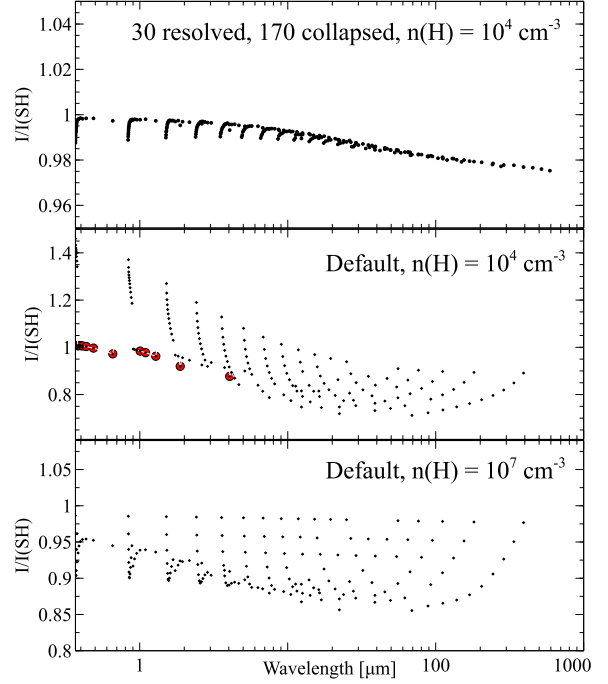 30 resolved, 170 collapsed, n(H) = 10⁴ cm⁻³
I/I(SH)
1.04
1.02
1
0.98
0.96
Default, n(H) = 10⁴ cm⁻³
I/I(SH)
1.4
1.2
1
0.8
Default, n(H) = 10⁷ cm⁻³
I/I(SH)
1.05
1
0.95
0.9
0.85
0.8
1
10
100
1000
Wavelength [µm]